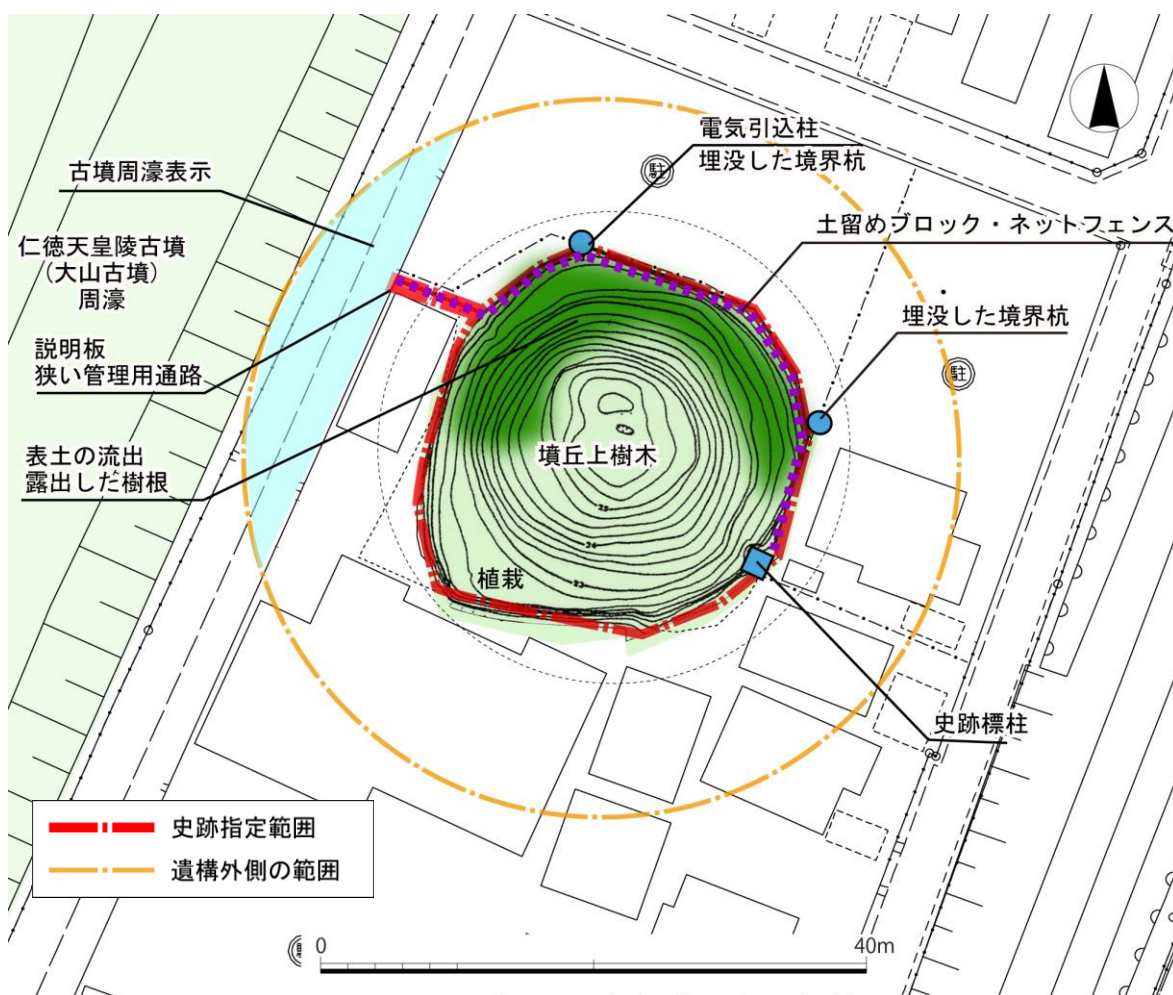 電気引込柱
埋没した境界杭
駐
古墳周濠表示
土留めブロック・ネットフェンス
仁徳天皇陵古墳
(大山古墳)
周濠
埋没した境界杭
説明板
狭い管理用通路
駐
表土の流出
露出した樹根
墳丘上樹木
25
24
23
植栽
史跡標柱
史跡指定範囲
遺構外側の範囲
0
40m